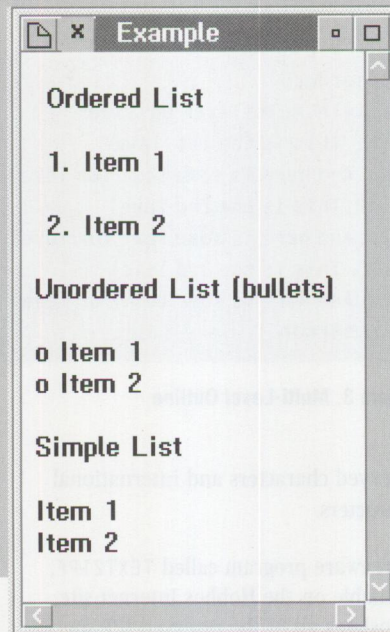 Example
Ordered List
1. Item 1
2. Item 2
Unordered List (bullets)
o Item 1
o Item 2
Simple List
Item 1
Item 2